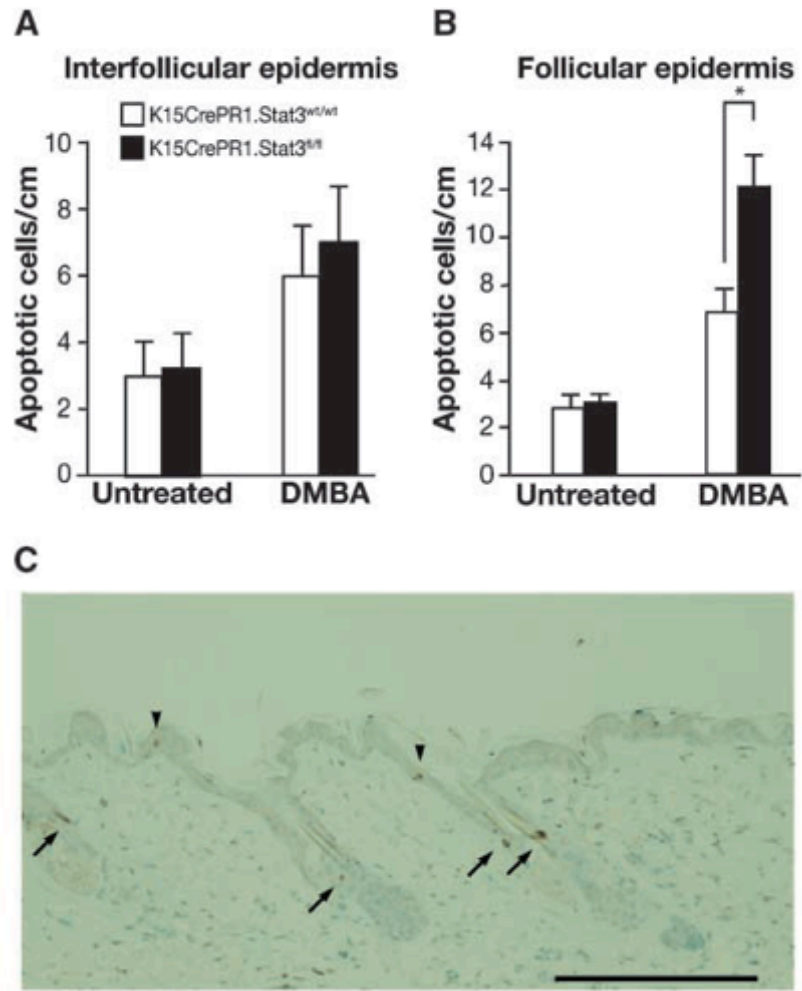 A
Interfollicular epidermis
K15CrePR1.Stat3wt/wt
K15CrePR1.Stat3fl/fl
Apoptotic cells/cm
10
8
6
4
2
0
Untreated DMBA
B
Follicular epidermis
*
Apoptotic cells/cm
14
12
10
8
6
4
2
0
Untreated DMBA
C